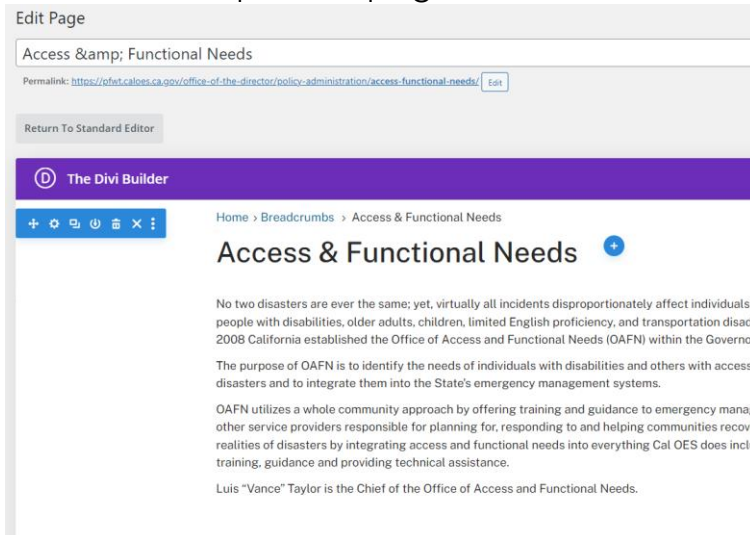 Edit Page
Access &amp; Functional Needs
Permalink: https://pfwt.caloes.ca.gov/office-of-the-director/policy-administration/access-functional-needs/ Edit
Return To Standard Editor
D The Divi Builder
Home › Breadcrumbs › Access & Functional Needs
Access & Functional Needs
No two disasters are ever the same; yet, virtually all incidents disproportionately affect individuals
people with disabilities, older adults, children, limited English proficiency, and transportation
2008 California established the Office of Access and Functional Needs (OAFN) within the
The purpose of OAFN is to identify the needs of individuals with disabilities and others with access
disasters and to integrate them into the State's emergency management systems.
OAFN utilizes a whole community approach by offering training and guidance to emergency
other service providers responsible for planning for, responding to and helping communities
realities of disasters by integrating access and functional needs into everything Cal OES does
training, guidance and providing technical assistance.
Luis “Vance” Taylor is the Chief of the Office of Access and Functional Needs.